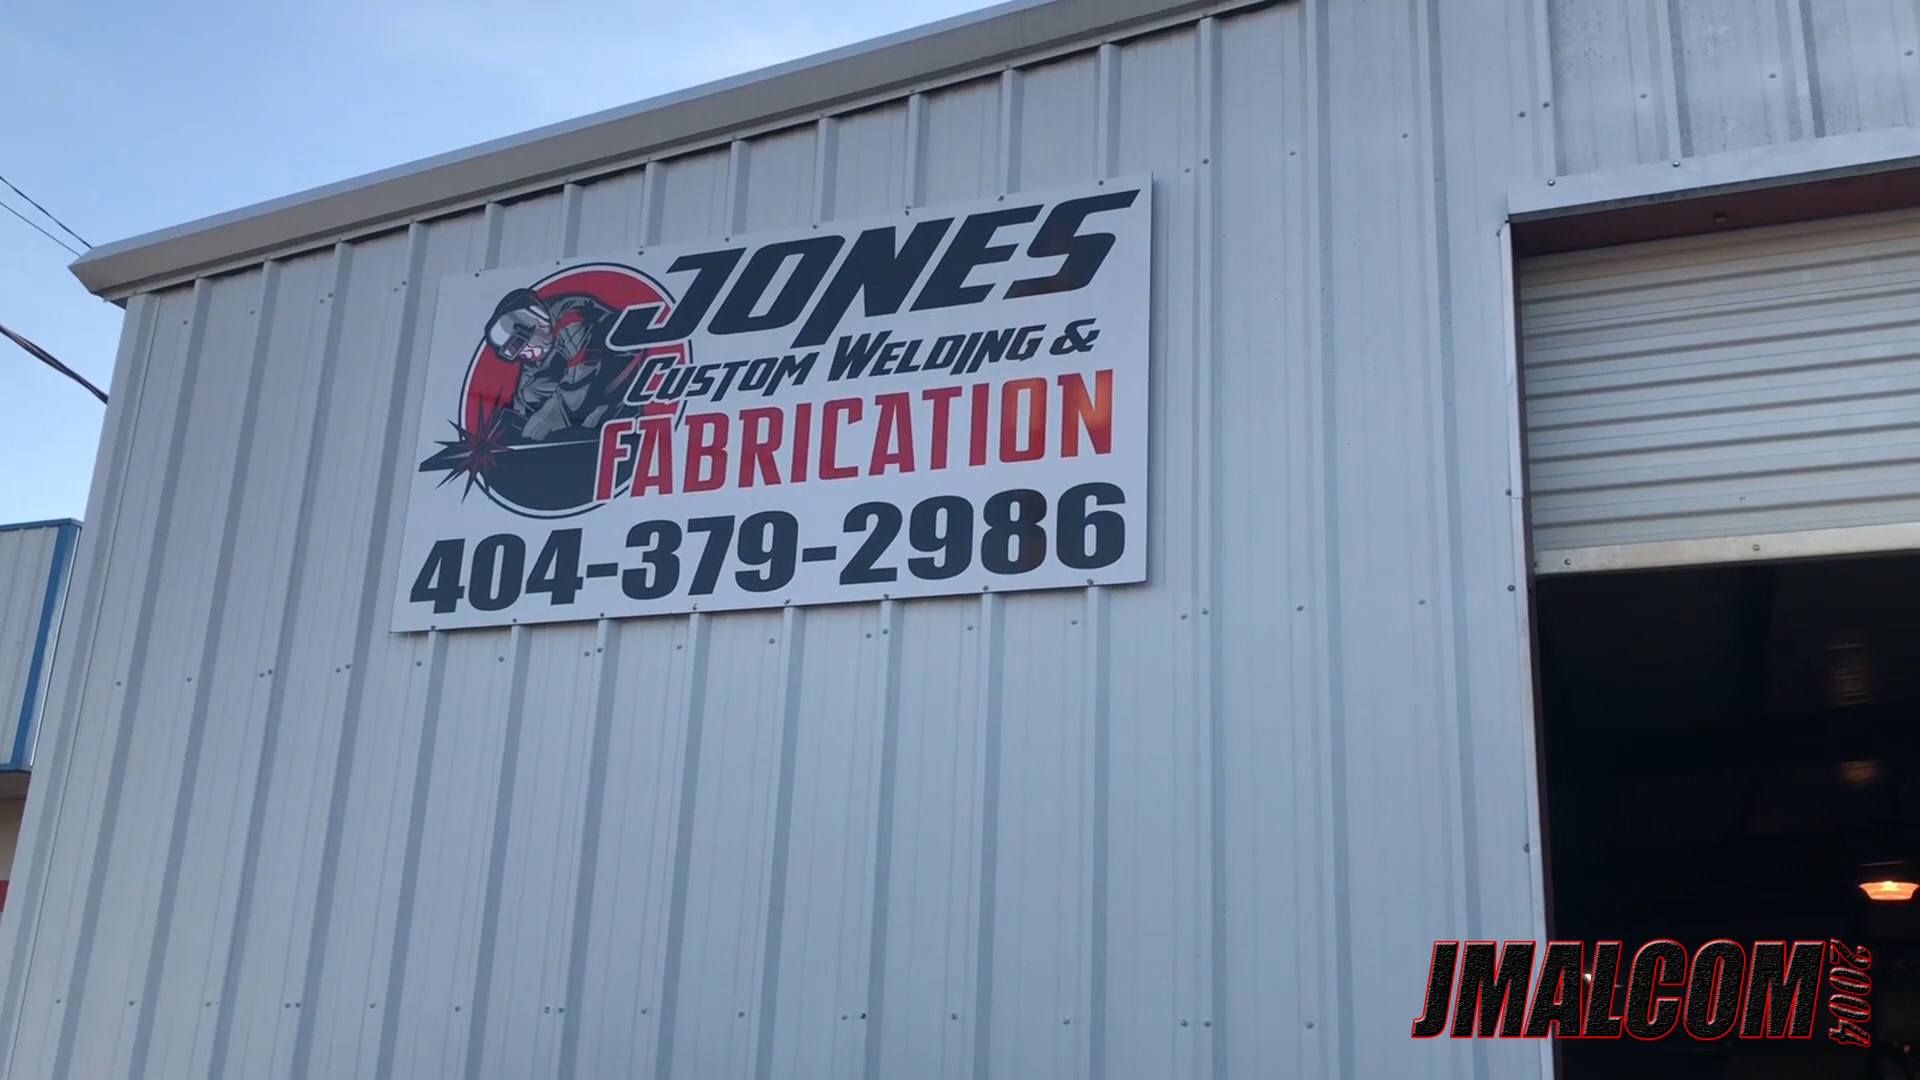 JONES
CUSTOM WELDING &
FABRICATION
404-379-2986
JMALCOM
2004